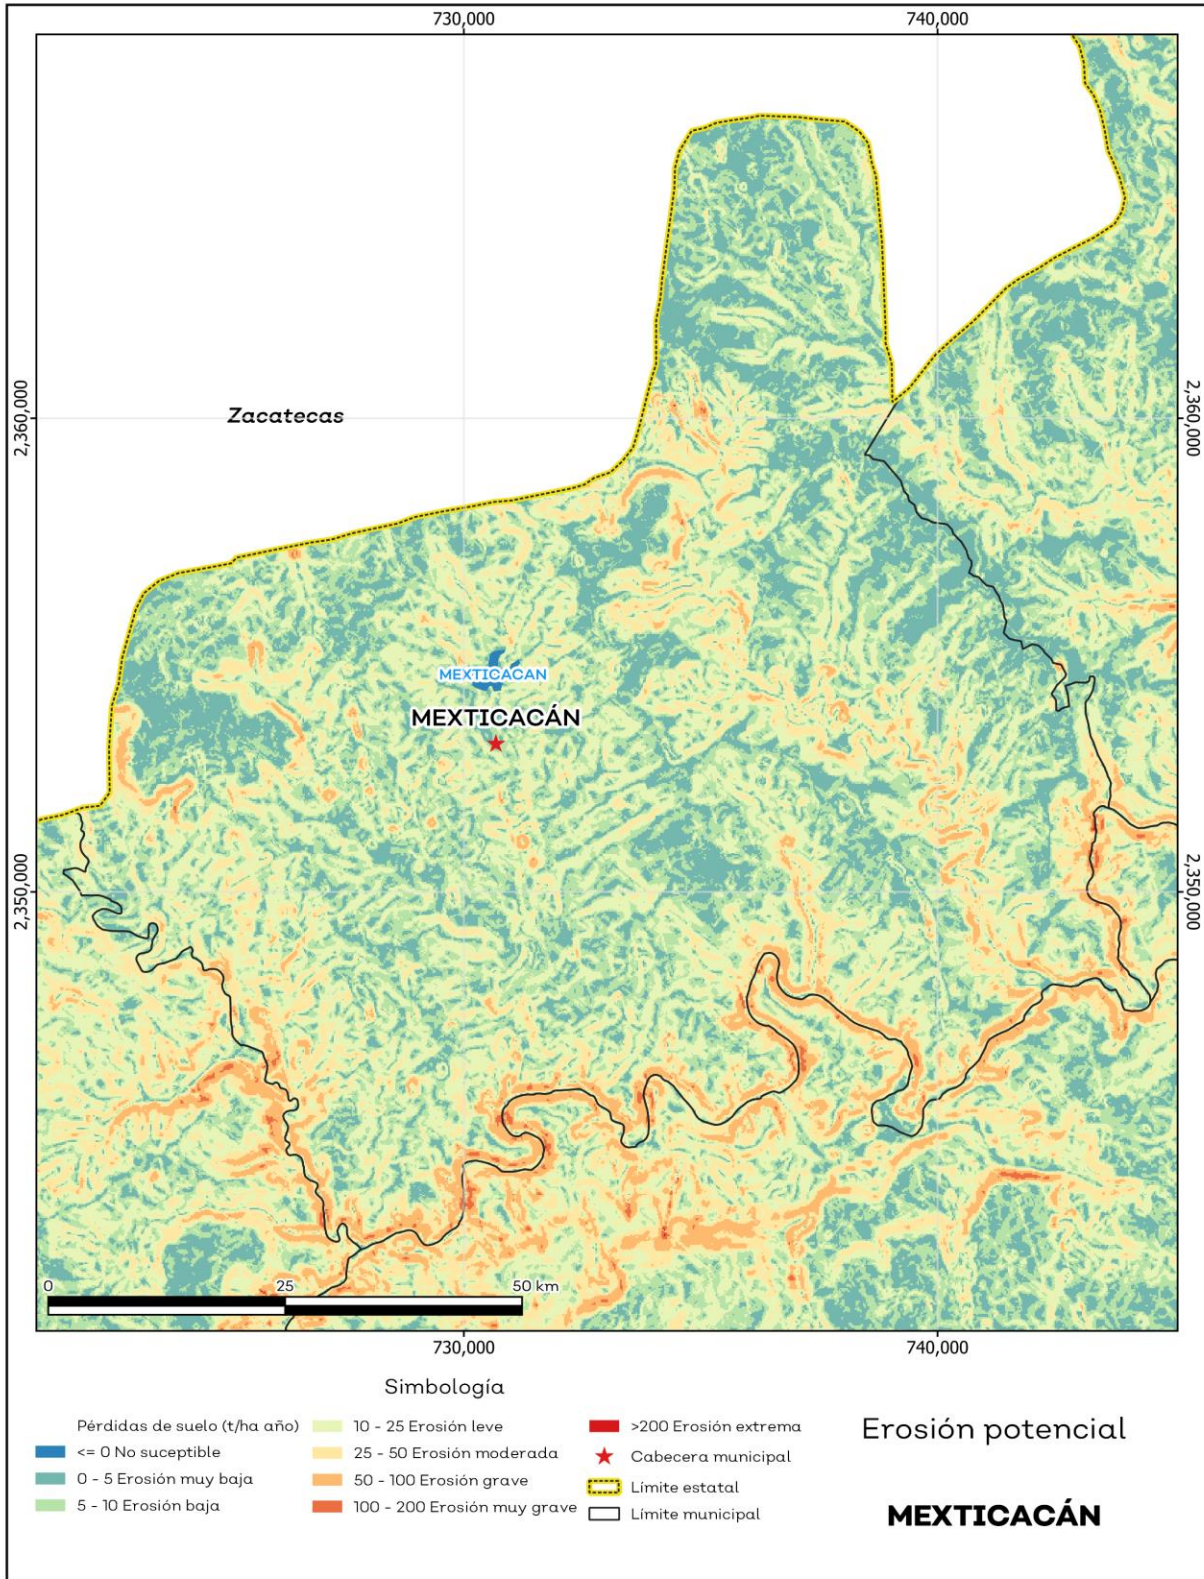 730,000
740,000
Zacatecas
2,360,000
2,360,000
MEXTICACAN
MEXTICACÁN
2,350,000
2,350,000
0
25
50 km
730,000
740,000
Simbología
Pérdidas de suelo (t/ha año)
<= 0 No suceptible
0 - 5 Erosión muy baja
5 - 10 Erosión baja
10 - 25 Erosión leve
25 - 50 Erosión moderada
50 - 100 Erosión grave
100 - 200 Erosión muy grave
>200 Erosión extrema
Cabecera municipal
Límite estatal
Límite municipal
Erosión potencial
MEXTICACÁN